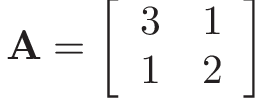 A = [ 3 1
1 2 ]